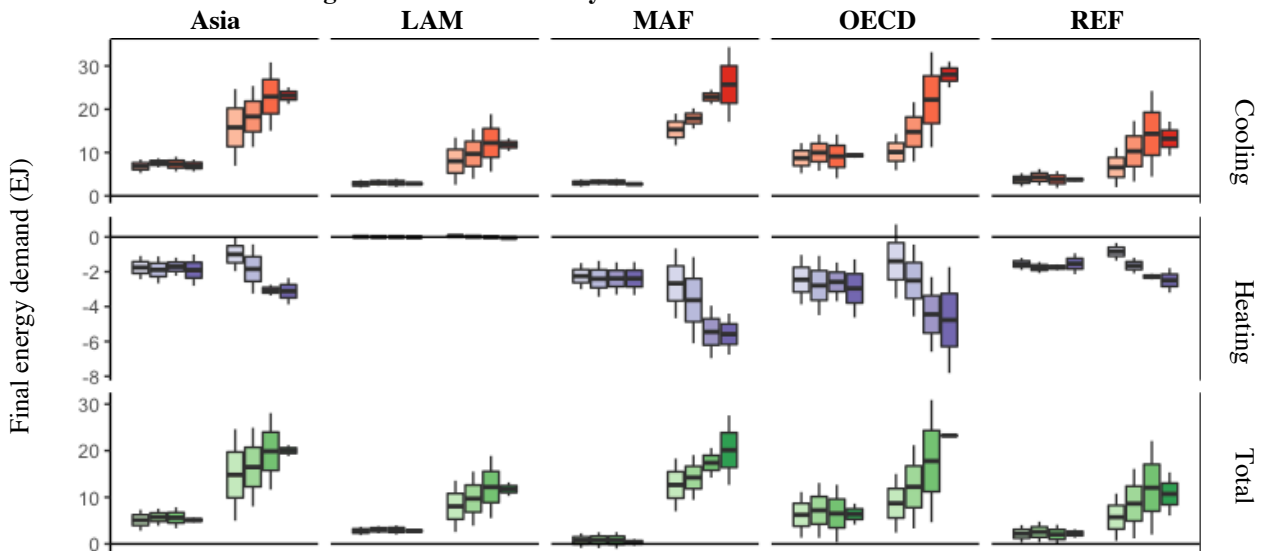 Asia LAM MAF OECD REF
30
20
10
0
Cooling
0
-2
-4
-6
-8
Heating
30
20
10
0
Total
Final energy demand (EJ)